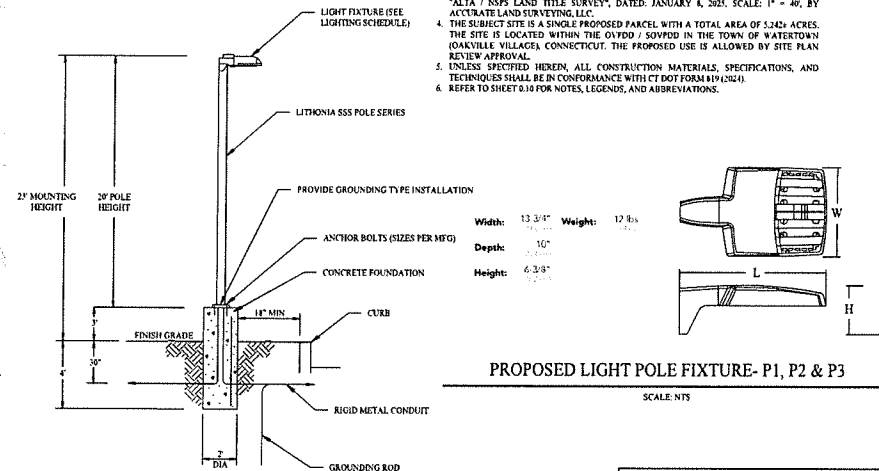 "ALTA / NSPS LAND TITLE SURVEY", DATED: JANUARY 8, 2025, SCALE: 1" = 40', BY
ACCURATE LAND SURVEYING, LLC.
4. THE SUBJECT SITE IS A SINGLE PROPOSED PARCEL WITH A TOTAL AREA OF 5.242± ACRES.
THE SITE IS LOCATED WITHIN THE OVPDD / SOVPDD IN THE TOWN OF WATERTOWN
(OAKVILLE VILLAGE), CONNECTICUT. THE PROPOSED USE IS ALLOWED BY SITE PLAN
REVIEW APPROVAL.
5. UNLESS SPECIFIED HEREIN, ALL CONSTRUCTION MATERIALS, SPECIFICATIONS, AND
TECHNIQUES SHALL BE IN CONFORMANCE WITH CT DOT FORM 819 (2024).
6. REFER TO SHEET 0.10 FOR NOTES, LEGENDS, AND ABBREVIATIONS.
LIGHT FIXTURE (SEE
LIGHTING SCHEDULE)
LITHONIA SSS POLE SERIES
23' MOUNTING
HEIGHT
20' POLE
HEIGHT
PROVIDE GROUNDING TYPE INSTALLATION
ANCHOR BOLTS (SIZES PER MFG)
CONCRETE FOUNDATION
18" MIN
CURB
3'
FINISH GRADE
30"
4'
RIGID METAL CONDUIT
2'
DIA
GROUNDING ROD
Width: 13 3/4" Weight: 12 lbs
Depth: 10"
Height: 6-3/8"
W
L
H
PROPOSED LIGHT POLE FIXTURE- P1, P2 & P3
SCALE: NTS